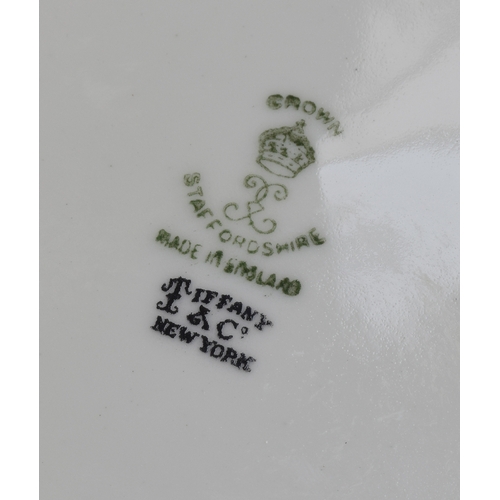 CROWN
STAFFORDSHIRE
MADE IN ENGLAND
TIFFANY
& Co
NEW YORK